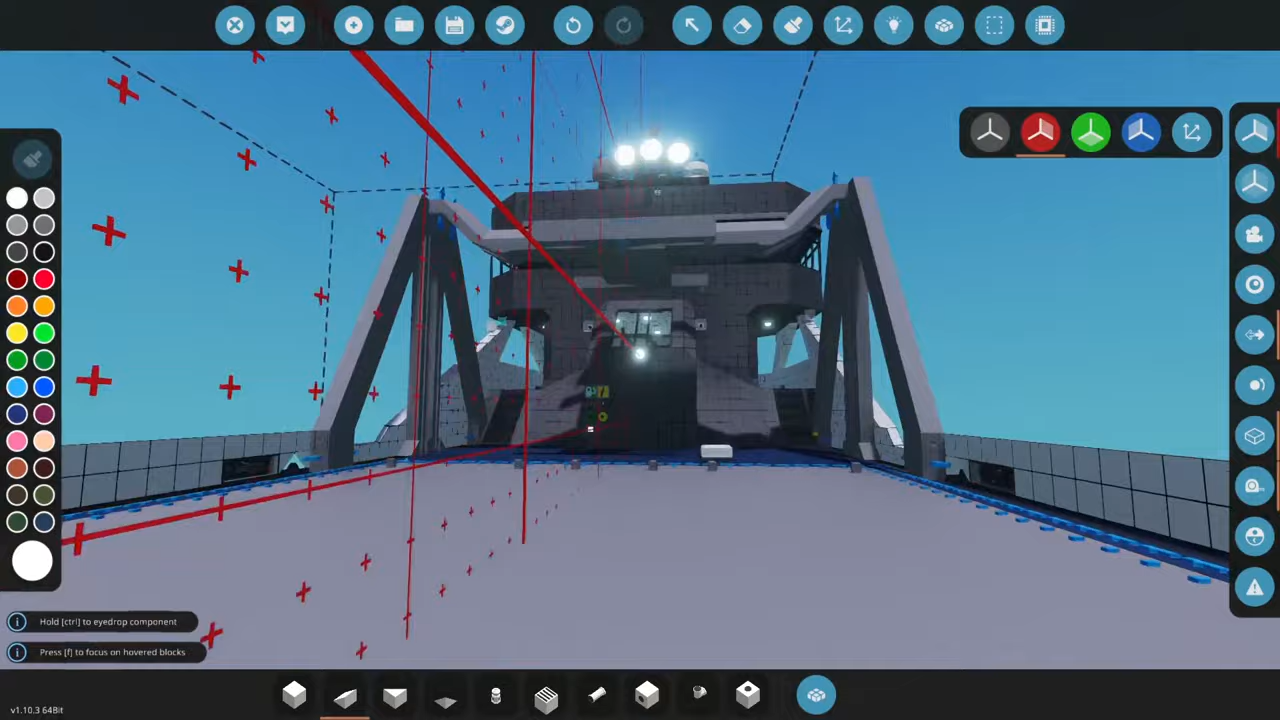 Hold [ctrl] to eyedrop component
Press [f] to focus on hovered blocks
v1.10.3 64Bit